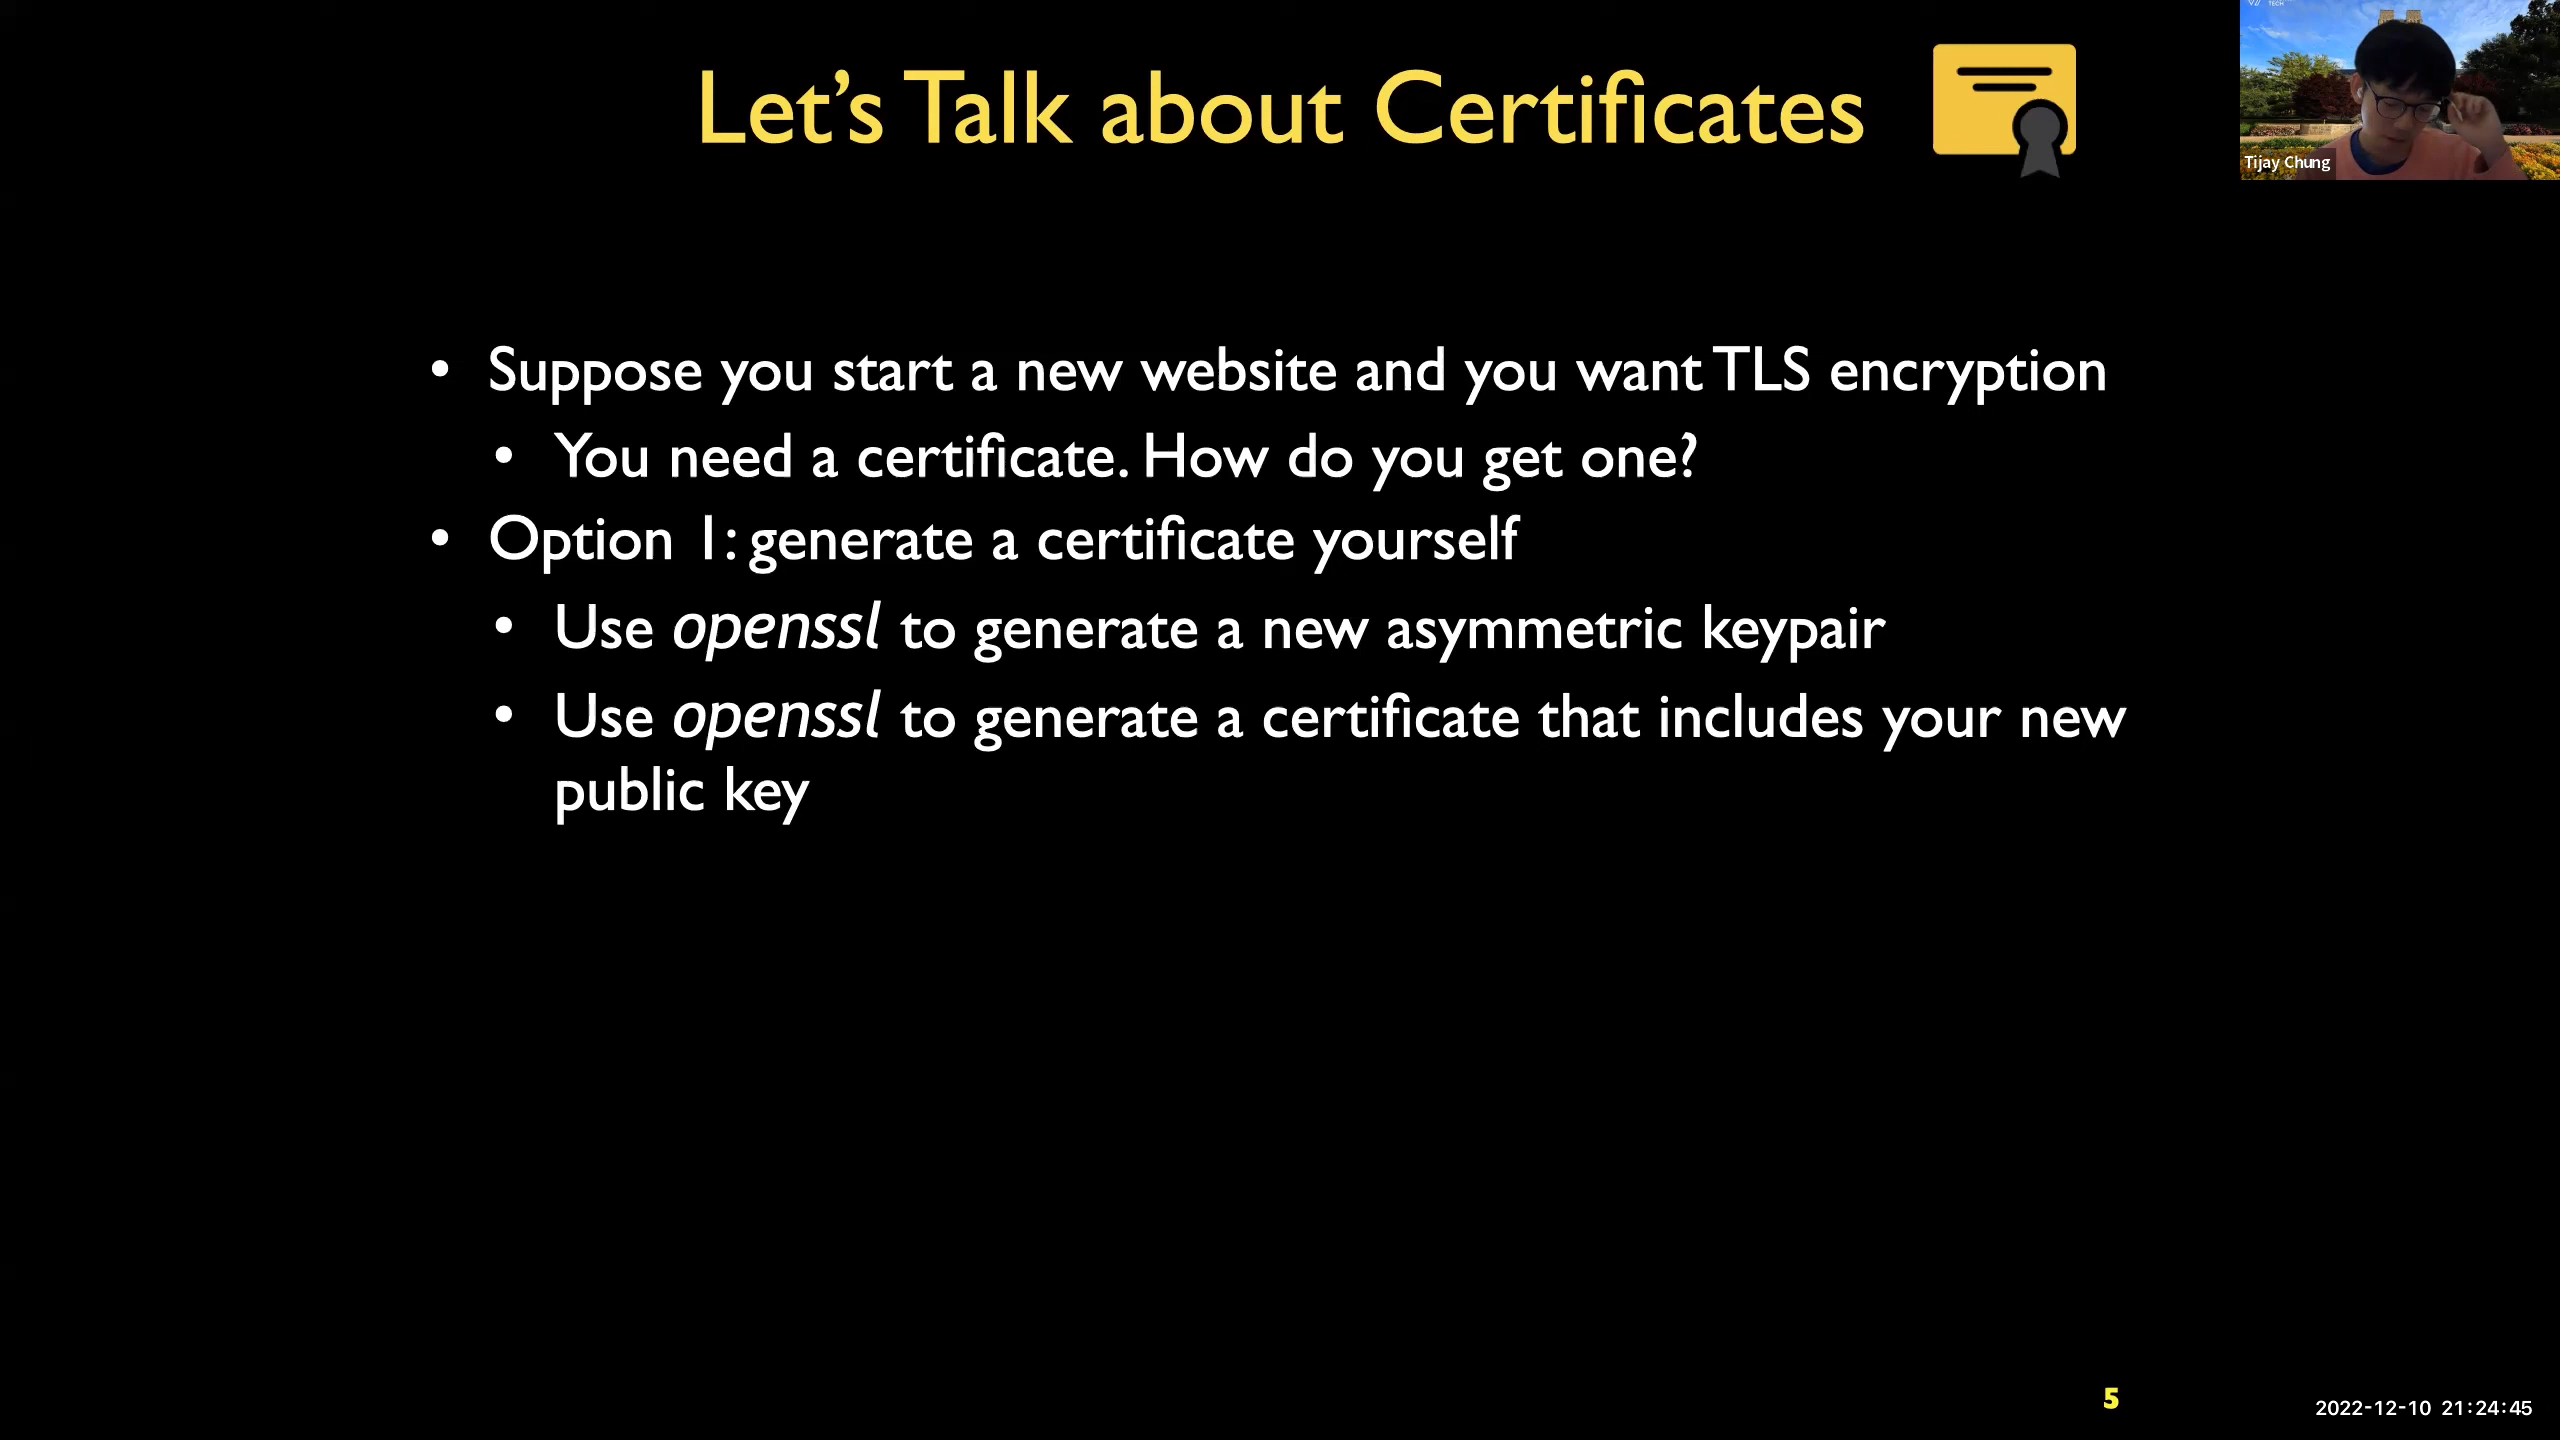 Let's Talk about Certificates
TECH
Tijay Chung
• Suppose you start a new website and you want TLS encryption
• You need a certificate. How do you get one?
• Option 1: generate a certificate yourself
• Use openssl to generate a new asymmetric keypair
• Use openssl to generate a certificate that includes your new
public key
5
2022-12-10 21:24:45